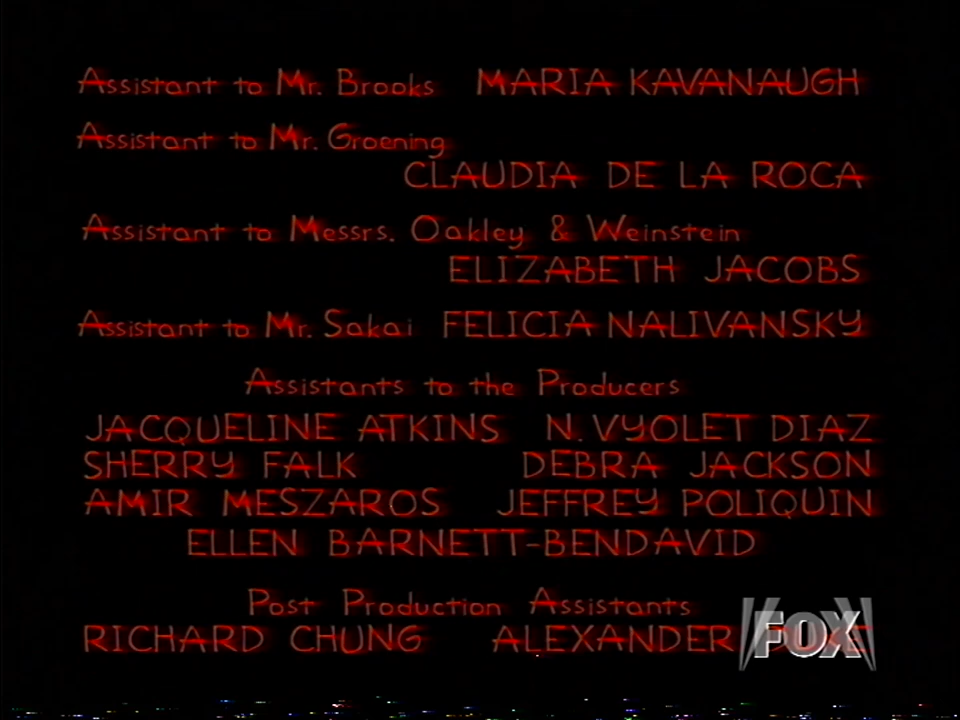 Assistant to Mr. Brooks MARIA KAVANAUGH
Assistant to Mr. Groening
CLAUDIA DE LA ROCA
Assistant to Messrs. Oakley & Weinstein
ELIZABETH JACOBS
Assistant to Mr. Sakai FELICIA NALIVANSKY
Assistants to the Producers
JACQUELINE ATKINS N. VYOLET DIAZ
SHERRY FALK DEBRA JACKSON
AMIR MESZAROS JEFFREY POLIQUIN
ELLEN BARNETT-BENDAVID
Post Production Assistants
RICHARD CHUNG ALEXANDER
FOX